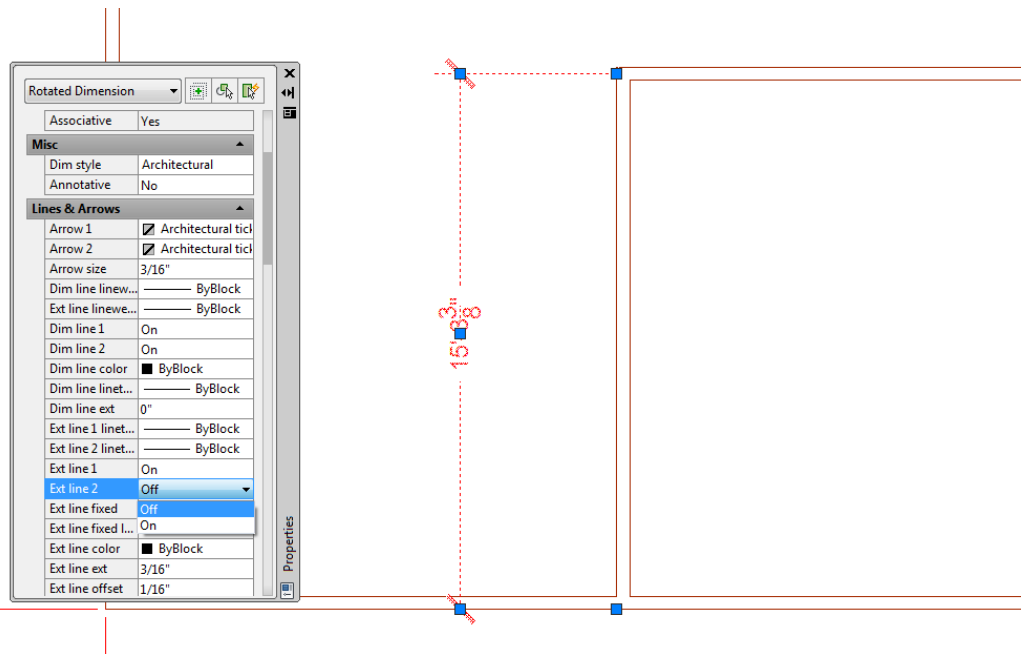 Rotated Dimension
Associative Yes
Misc
Dim style Architectural
Annotative No
Lines & Arrows
Arrow 1 Architectural tick
Arrow 2 Architectural tick
Arrow size 3/16"
Dim line linew... ByBlock
Ext line linewe... ByBlock
Dim line 1 On
Dim line 2 On
Dim line color ByBlock
Dim line linet... ByBlock
Dim line ext 0"
Ext line 1 linet... ByBlock
Ext line 2 linet... ByBlock
Ext line 1 On
Ext line 2 Off
Ext line fixed Off
Ext line fixed l... On
Ext line color ByBlock
Ext line ext 3/16"
Ext line offset 1/16"
Properties
15'